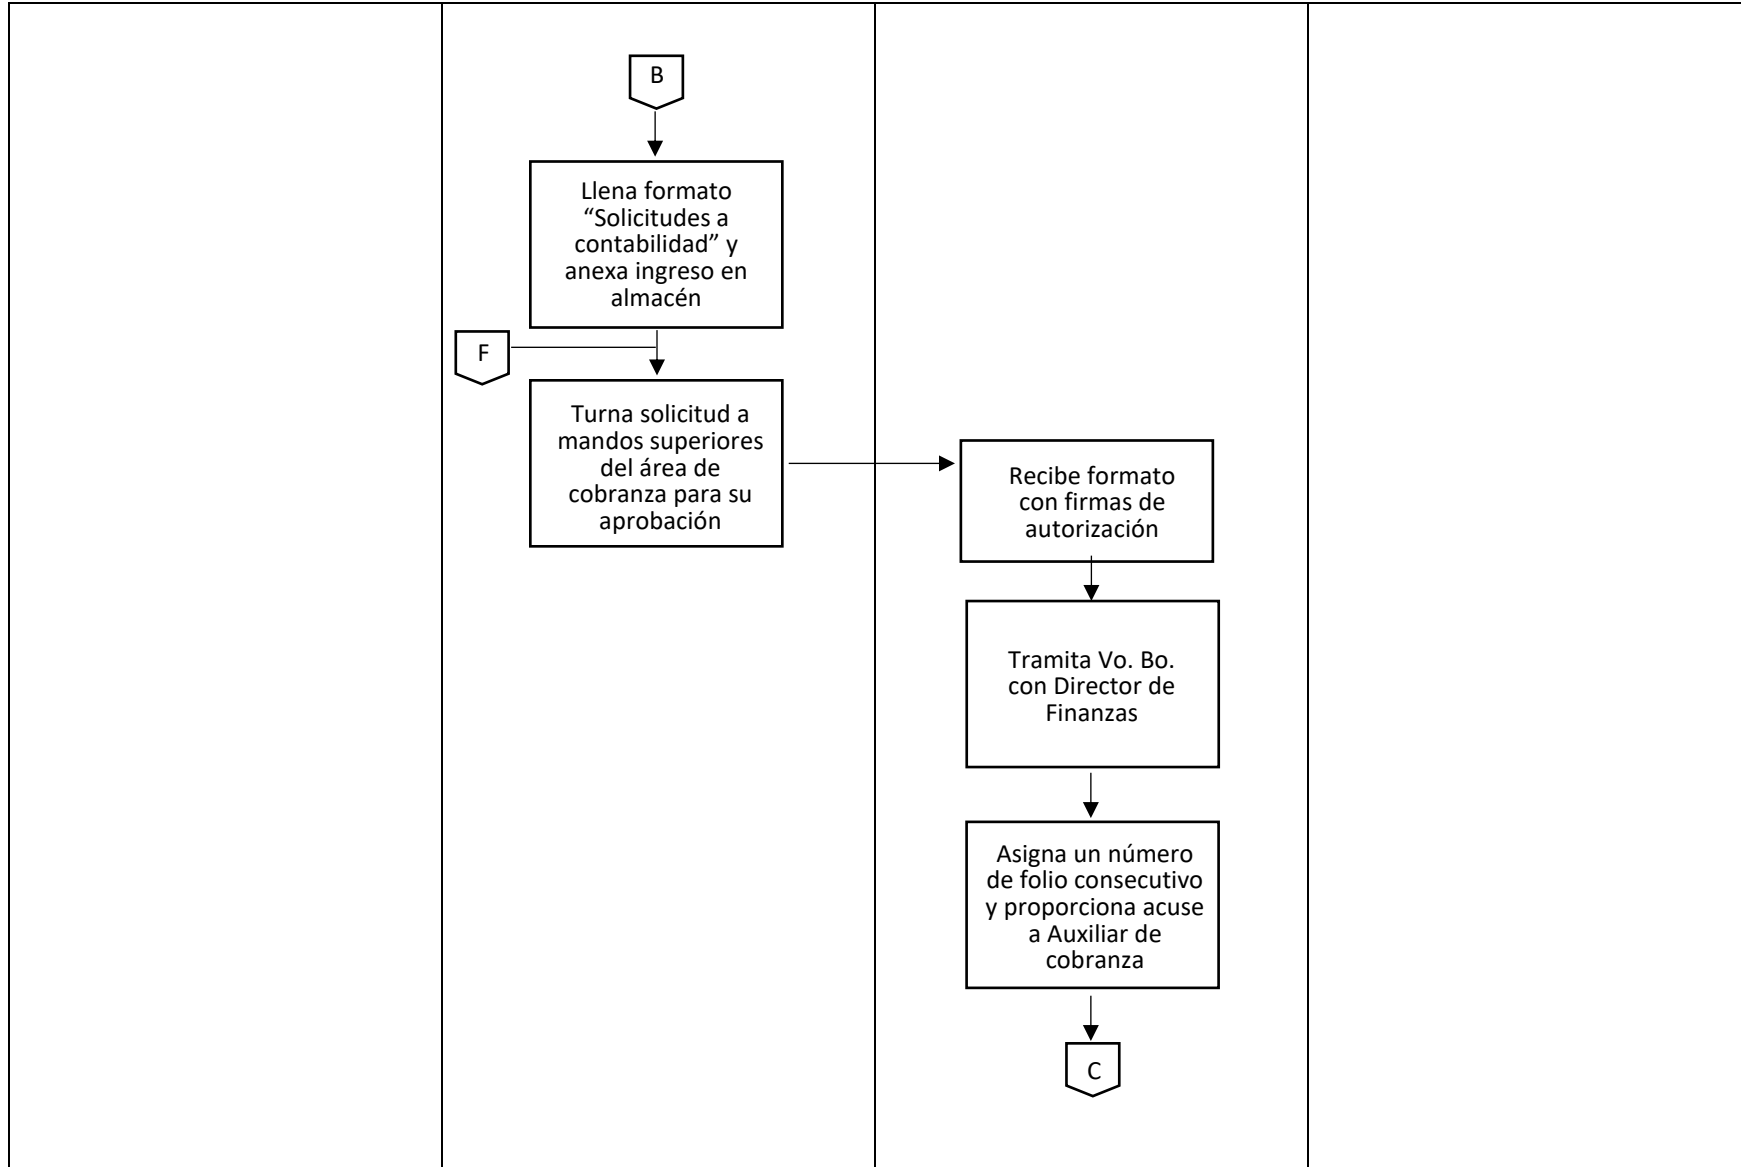 B
Llena formato
“Solicitudes a
contabilidad” y
anexa ingreso en
almacén
F
Turna solicitud a
mandos superiores
del área de
cobranza para su
aprobación
Recibe formato
con firmas de
autorización
Tramita Vo. Bo.
con Director de
Finanzas
Asigna un número
de folio consecutivo
y proporciona acuse
a Auxiliar de
cobranza
C